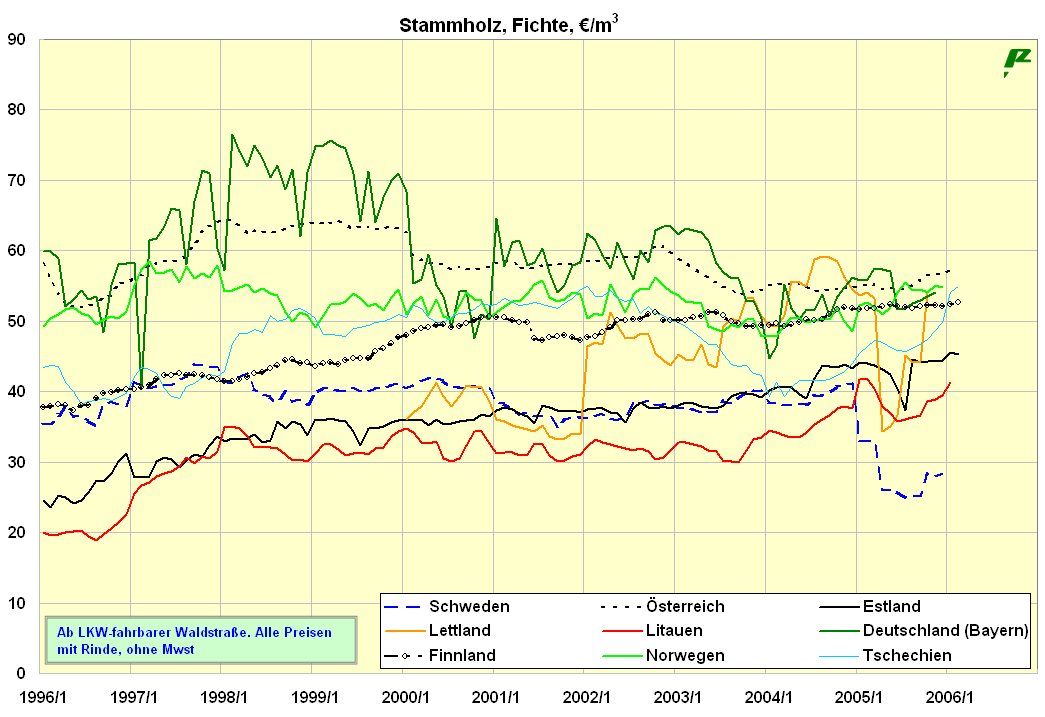 Stammholz, Fichte, €/m³
90
80
70
60
50
40
30
20
10
0
Schweden Österreich Estland
Lettland Litauen Deutschland (Bayern)
Finnland Norwegen Tschechien
Ab LKW-fahrbarer Waldstraße. Alle Preisen
mit Rinde, ohne Mwst
1996/1 1997/1 1998/1 1999/1 2000/1 2001/1 2002/1 2003/1 2004/1 2005/1 2006/1